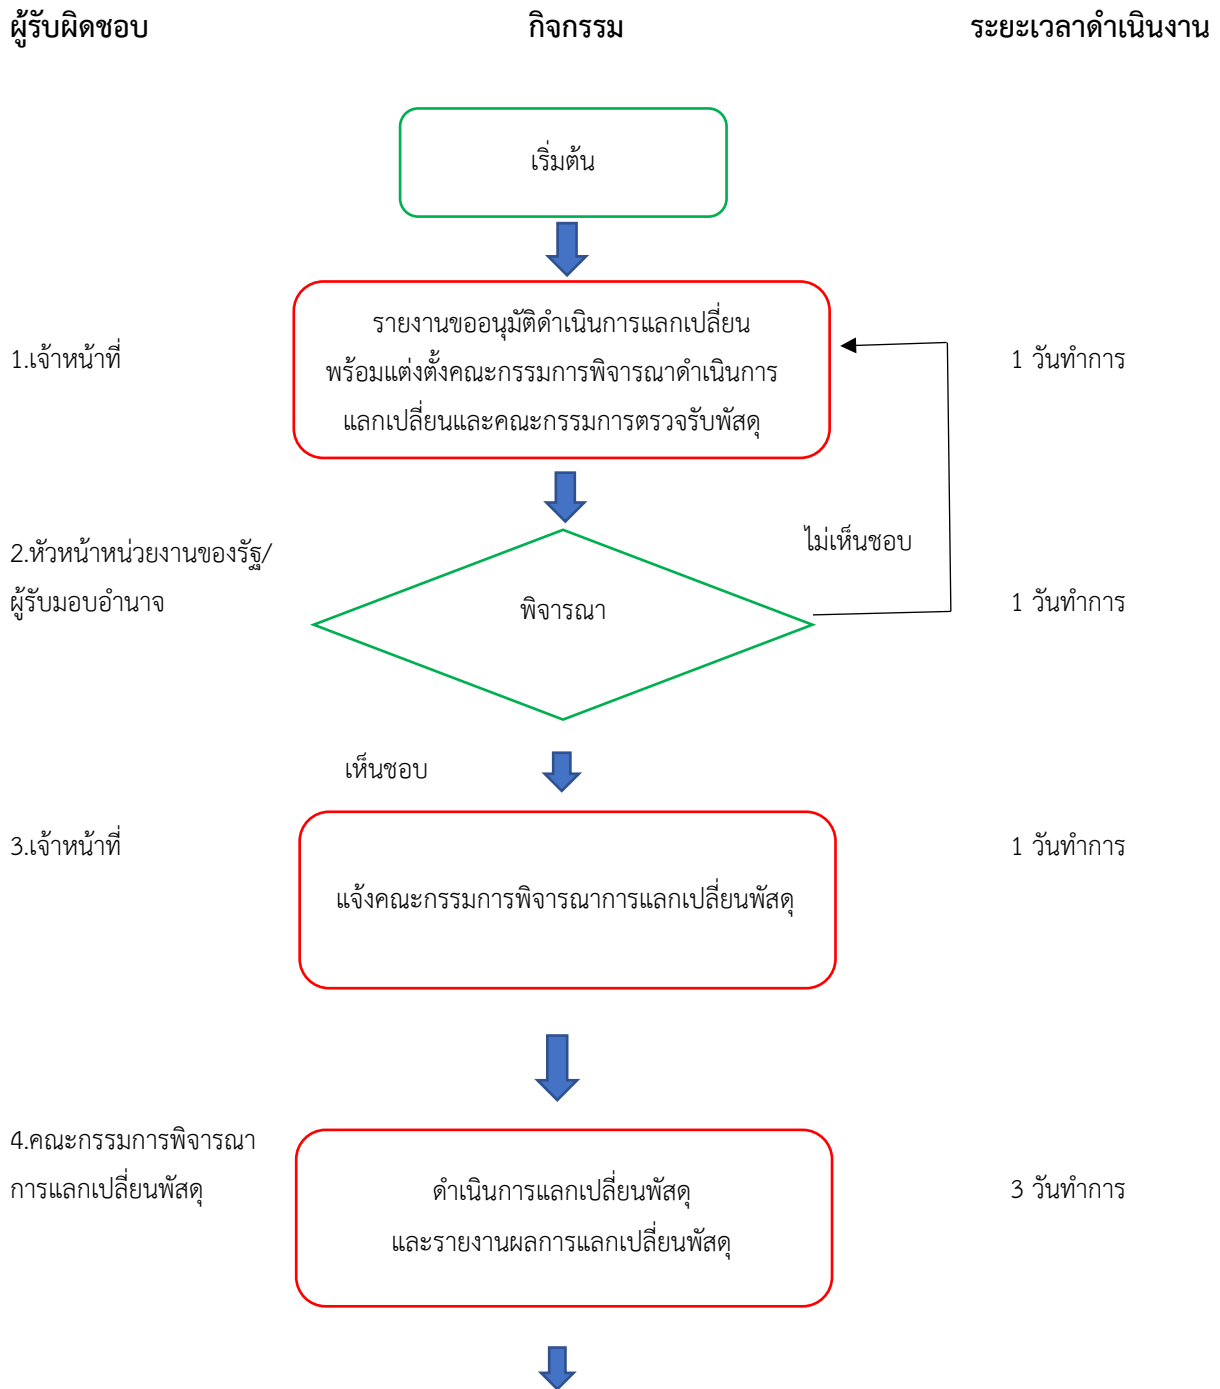 ผู้รับผิดชอบ กิจกรรม ระยะเวลาดำเนินงาน
เริ่มต้น
รายงานขออนุมัติดำเนินการแลกเปลี่ยน
1.เจ้าหน้าที่ พร้อมแต่งตั้งคณะกรรมการพิจารณาดำเนินการ 1 วันทำการ
แลกเปลี่ยนและคณะกรรมการตรวจรับพัสดุ
ไม่เห็นชอบ
2.หัวหน้าหน่วยงานของรัฐ/
ผู้รับมอบอำนาจ พิจารณา 1 วันทำการ
เห็นชอบ
3.เจ้าหน้าที่ 1 วันทำการ
แจ้งคณะกรรมการพิจารณาการแลกเปลี่ยนพัสดุ
4.คณะกรรมการพิจารณา
การแลกเปลี่ยนพัสดุ ดำเนินการแลกเปลี่ยนพัสดุ 3 วันทำการ
และรายงานผลการแลกเปลี่ยนพัสดุ